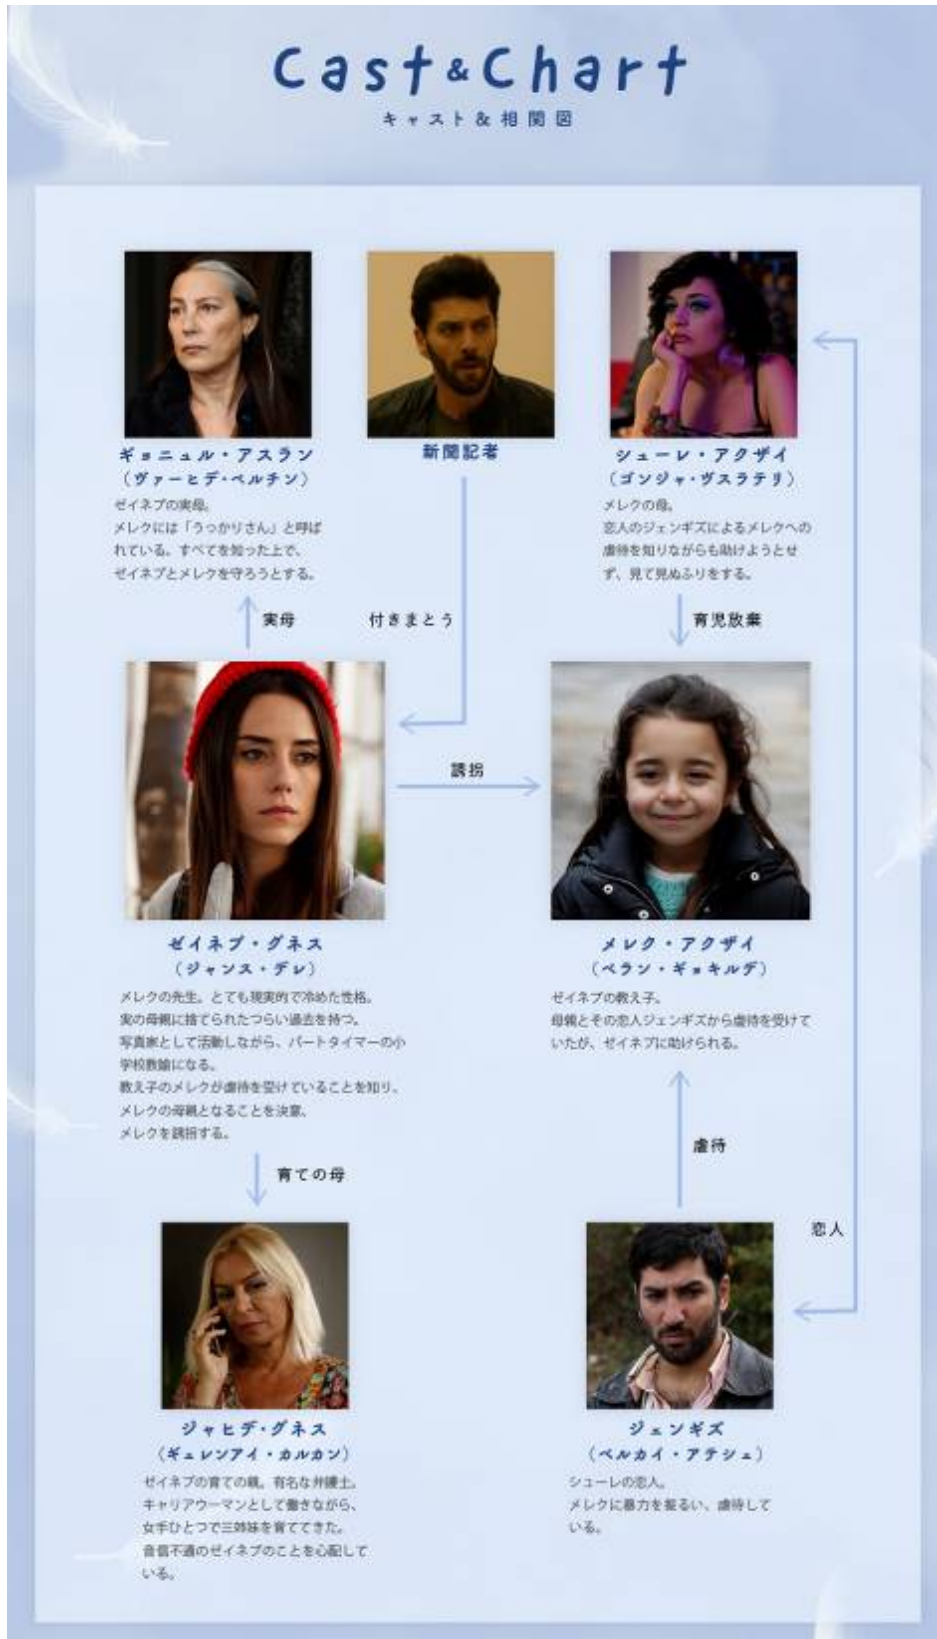 Cast&Chart
キャスト&相関図
ギョニュル・アスラン
(ヴァーヒデ・ペルチン)
ゼイネプの実母。
メレクには「うっかりさん」と呼ば
れている。すべてを知った上で、
ゼイネプとメレクを守ろうとする。
新聞記者
シューレ・アクザイ
(ゴンジャ・ヴスラテリ)
メレクの母。
恋人のジェンギズによるメレクへの
虐待を知りながらも助けようとせ
ず、見て見ぬふりをする。
実母
付きまとう
育児放棄
誘拐
ゼイネプ・グネス
(ジャンス・デレ)
メレクの先生。とても現実的で冷めた性格。
実の母親に捨てられたつらい過去を持つ。
写真家として活動しながら、パートタイマーの小
学校教諭になる。
教え子のメレクが虐待を受けていることを知り、
メレクの母親となることを決意、
メレクを誘拐する。
メレク・アクザイ
(ベラン・ギョキルデ)
ゼイネプの教え子。
母親とその恋人ジェンギズから虐待を受けて
いたが、ゼイネプに助けられる。
育ての母
虐待
恋人
ジャヒデ・グネス
(ギュレンアイ・カルカン)
ゼイネプの育ての親。有名な弁護士。
キャリアウーマンとして働きながら、
女手ひとつで三姉妹を育ててきた。
音信不通のゼイネプのことを心配して
いる。
ジェンギズ
(ベルカイ・アテシュ)
シューレの恋人。
メレクに暴力を振るい、虐待して
いる。